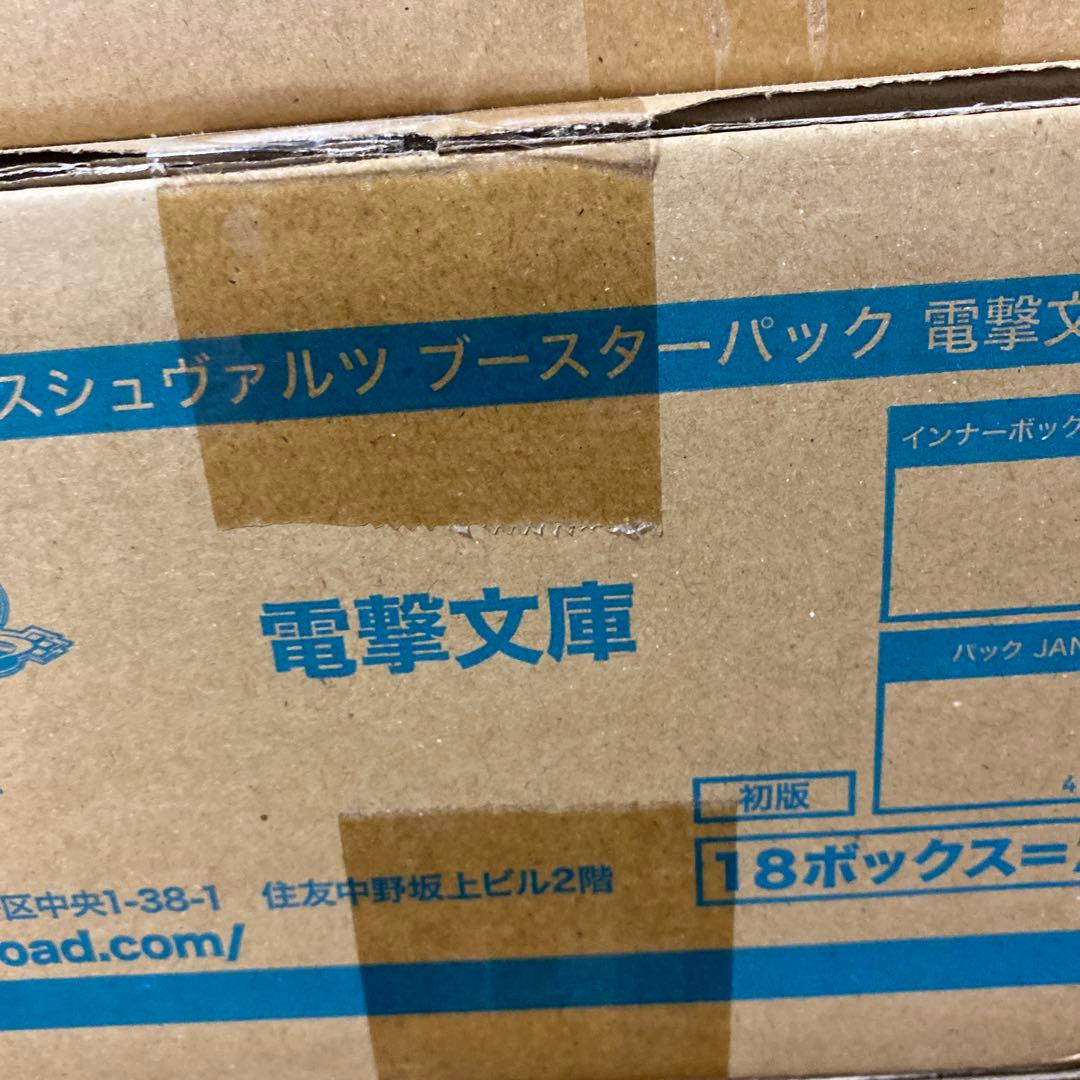 スシュヴァルツ ブースターパック 電撃文
インナーボック
電撃文庫
パック JAN
4
初版
18ボックス=
区中央1-38-1 住友中野坂上ビル2階
oad.com/